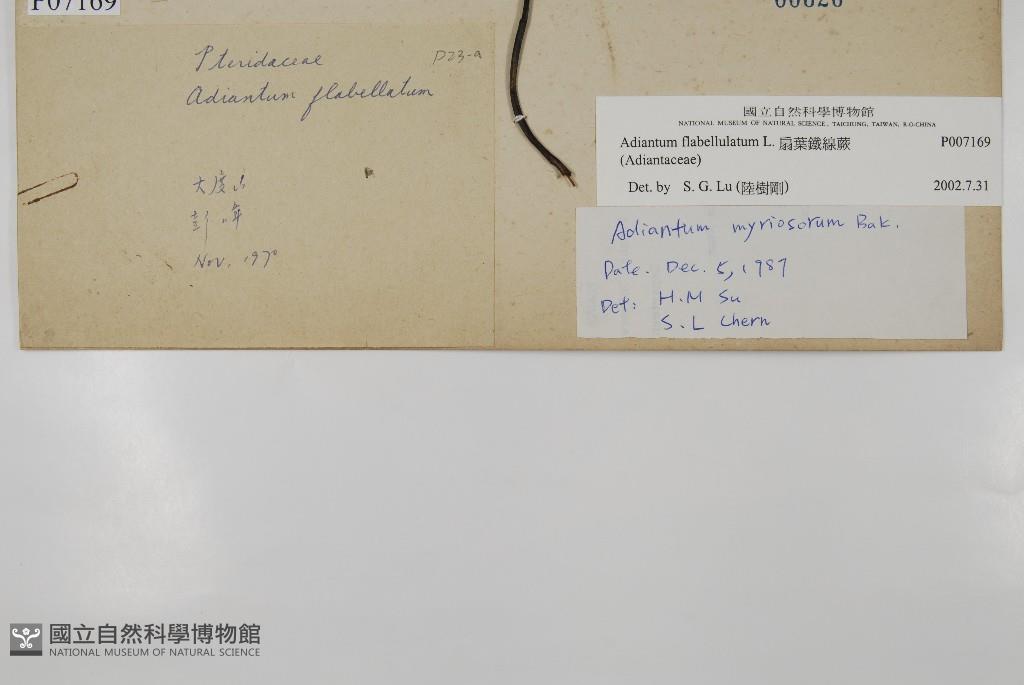 P07169
00626
Pteridaceae
P23-a
Adiantum flabellatum
大度山
彭
Nov. 1970
國立自然科學博物館
NATIONAL MUSEUM OF NATURAL SCIENCE, TAICHUNG, TAIWAN, R.O.CHINA
Adiantum flabellulatum L. 扇葉鐵線蕨 P007169
(Adiantaceae)
Det. by S. G. Lu (陸樹剛) 2002.7.31
Adiantum myriosorum Bak.
Date. Dec. 5, 1987
Det: H.M Su
S.L Chern
國立自然科學博物館
NATIONAL MUSEUM OF NATURAL SCIENCE